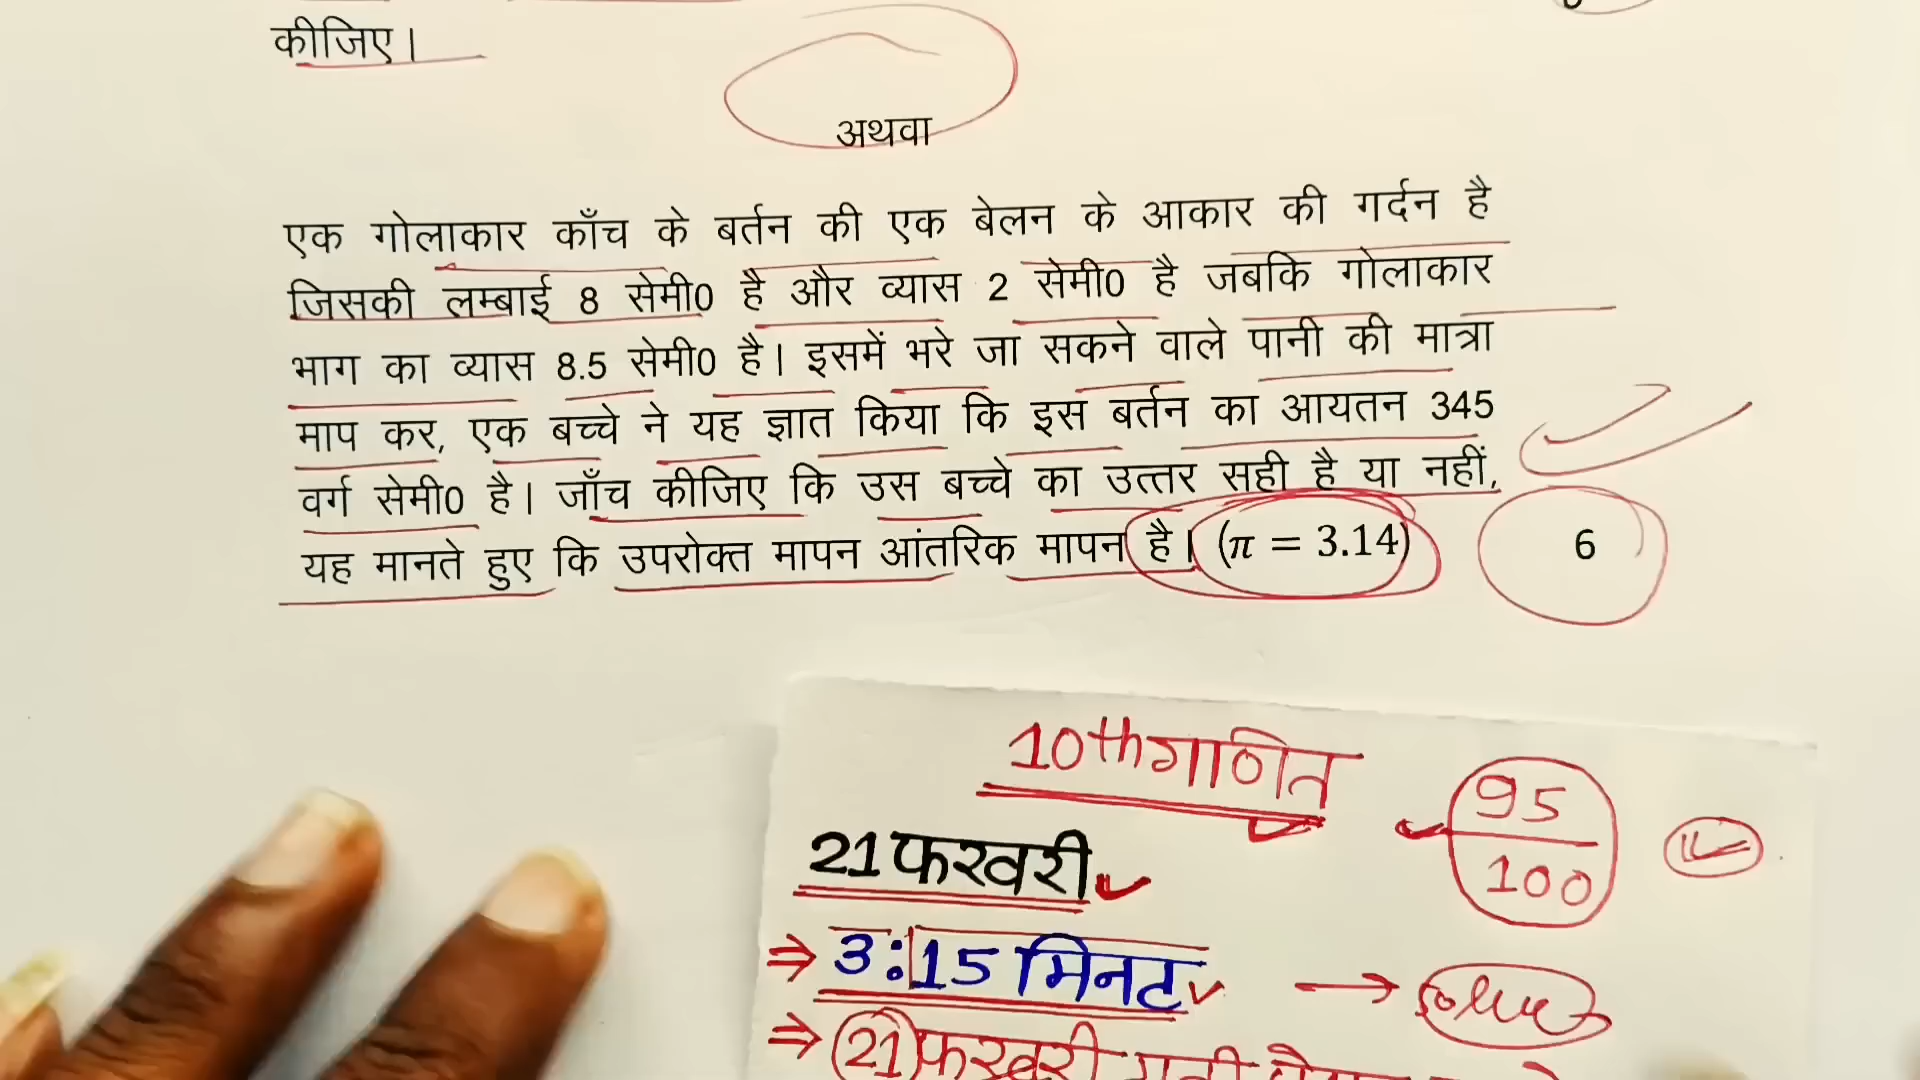 कीजिए।
अथवा
एक गोलाकार काँच के बर्तन की एक बेलन के आकार की गर्दन है
जिसकी लम्बाई 8 सेमी0 है और व्यास 2 सेमी0 है जबकि गोलाकार
भाग का व्यास 8.5 सेमी0 है। इसमें भरे जा सकने वाले पानी की मात्रा
माप कर, एक बच्चे ने यह ज्ञात किया कि इस बर्तन का आयतन 345
वर्ग सेमी0 है। जाँच कीजिए कि उस बच्चे का उत्तर सही है या नहीं,
यह मानते हुए कि उपरोक्त मापन आंतरिक मापन है। (π = 3.14) 6
10th गणित
95
100
21 फरवरी
⇒ 3:15 मिनट → solve
⇒ 21 फरवरी